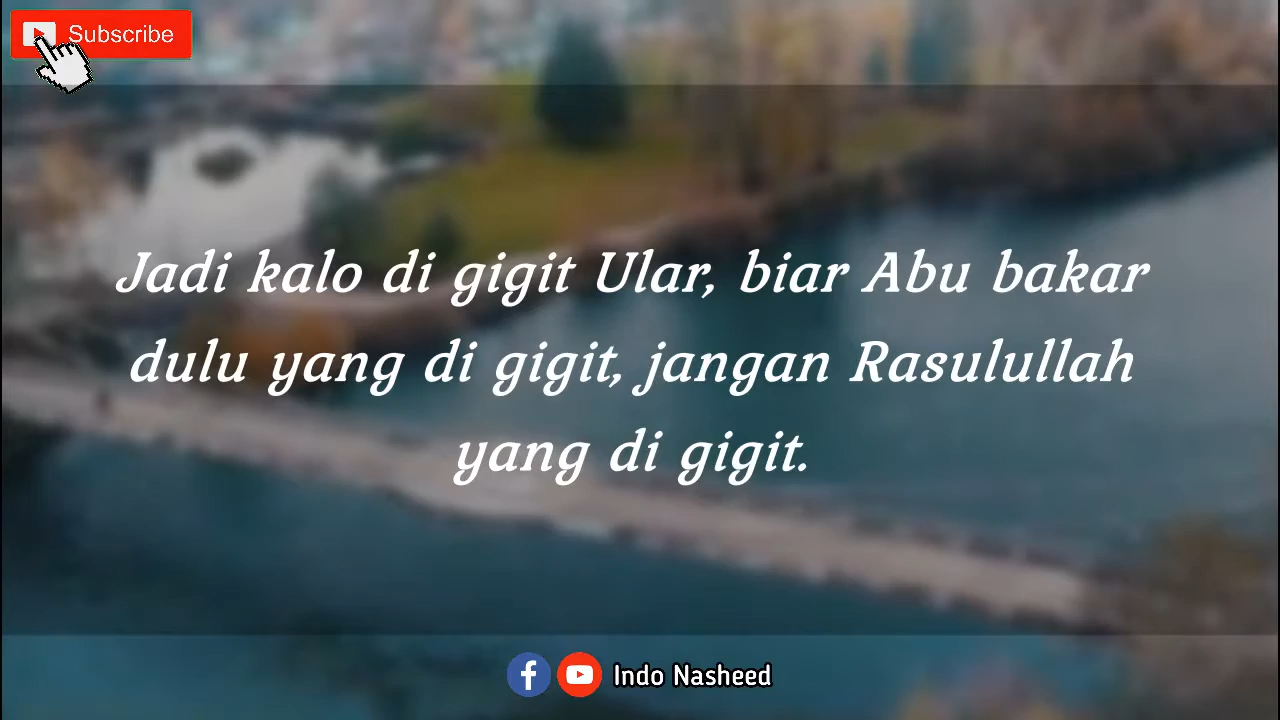 Subscribe
Jadi kalo di gigit Ular, biar Abu bakar
dulu yang di gigit, jangan Rasulullah
yang di gigit.
Indo Nasheed